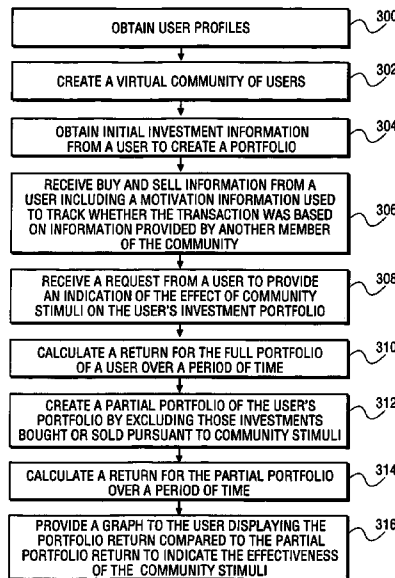 OBTAIN USER PROFILES
300
CREATE A VIRTUAL COMMUNITY OF USERS
302
OBTAIN INITIAL INVESTMENT INFORMATION
FROM A USER TO CREATE A PORTFOLIO
304
RECEIVE BUY AND SELL INFORMATION FROM A
USER INCLUDING A MOTIVATION INFORMATION USED
TO TRACK WHETHER THE TRANSACTION WAS BASED
ON INFORMATION PROVIDED BY ANOTHER MEMBER
OF THE COMMUNITY
306
RECEIVE A REQUEST FROM A USER TO PROVIDE
AN INDICATION OF THE EFFECT OF COMMUNITY
STIMULI ON THE USER'S INVESTMENT PORTFOLIO
308
CALCULATE A RETURN FOR THE FULL PORTFOLIO
OF A USER OVER A PERIOD OF TIME
310
CREATE A PARTIAL PORTFOLIO OF THE USER'S
PORTFOLIO BY EXCLUDING THOSE INVESTMENTS
BOUGHT OR SOLD PURSUANT TO COMMUNITY STIMULI
312
CALCULATE A RETURN FOR THE PARTIAL PORTFOLIO
OVER A PERIOD OF TIME
314
PROVIDE A GRAPH TO THE USER DISPLAYING THE
PORTFOLIO RETURN COMPARED TO THE PARTIAL
PORTFOLIO RETURN TO INDICATE THE EFFECTIVENESS
OF THE COMMUNITY STIMULI
316